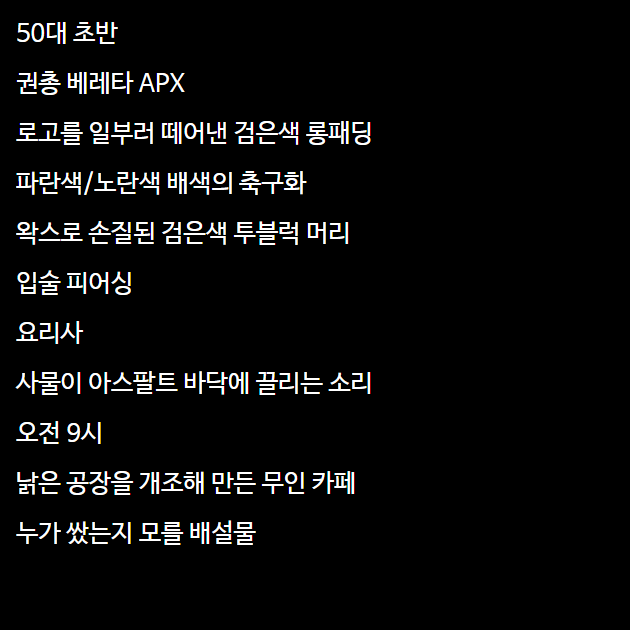 50대 초반
권총 베레타 APX
로고를 일부러 떼어낸 검은색 롱패딩
파란색/노란색 배색의 축구화
왁스로 손질된 검은색 투블럭 머리
입술 피어싱
요리사
사물이 아스팔트 바닥에 끌리는 소리
오전 9시
낡은 공장을 개조해 만든 무인 카페
누가 쌌는지 모를 배설물